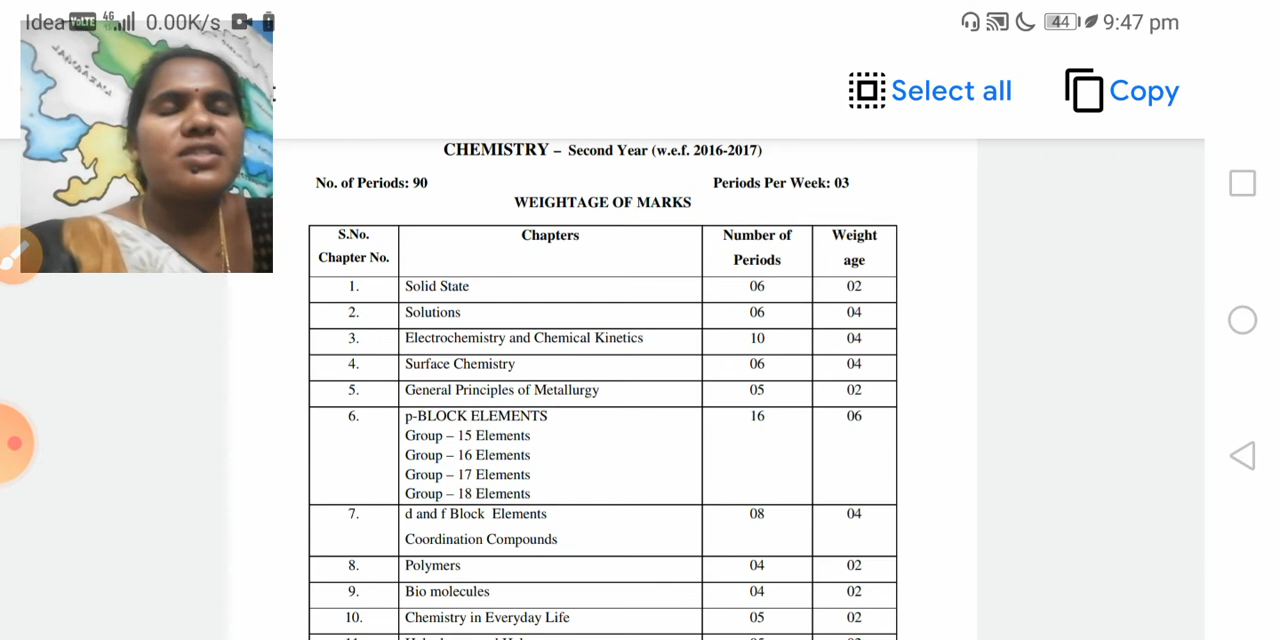 Idea VoLTE 4G 0.00K/s 44 9:47 pm
Select all Copy
CHEMISTRY – Second Year (w.e.f. 2016-2017)
No. of Periods: 90 Periods Per Week: 03
WEIGHTAGE OF MARKS
S.No. Chapter No. Chapters Number of Periods Weight age
1. Solid State 06 02
2. Solutions 06 04
3. Electrochemistry and Chemical Kinetics 10 04
4. Surface Chemistry 06 04
5. General Principles of Metallurgy 05 02
6. p-BLOCK ELEMENTS 16 06
Group – 15 Elements
Group – 16 Elements
Group – 17 Elements
Group – 18 Elements
7. d and f Block Elements 08 04
Coordination Compounds
8. Polymers 04 02
9. Bio molecules 04 02
10. Chemistry in Everyday Life 05 02